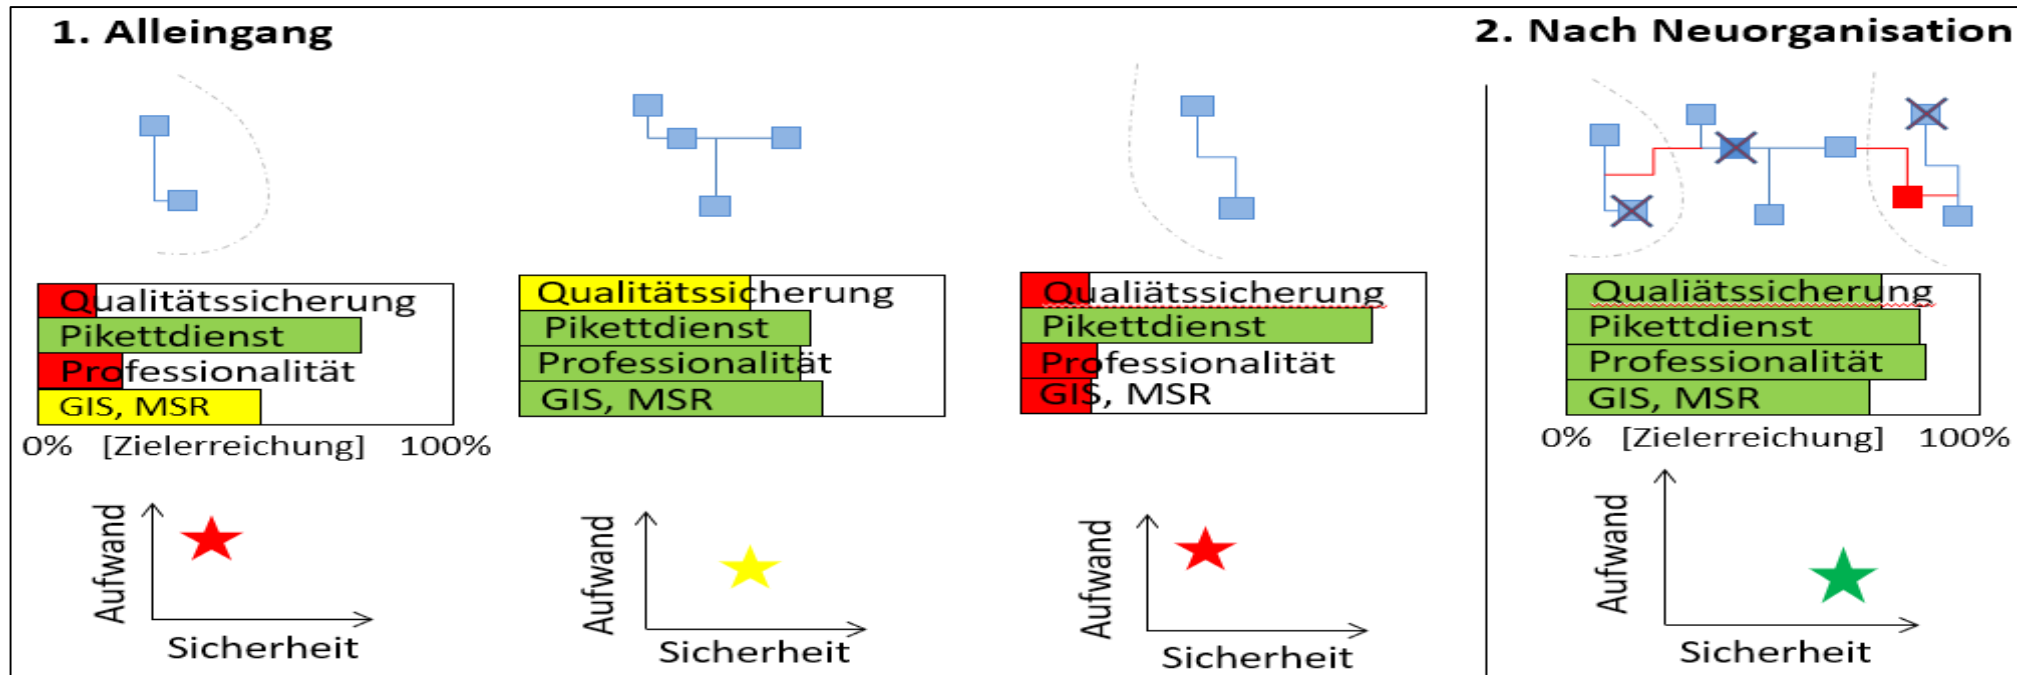 1. Alleingang
2. Nach Neuorganisation
Qualitätssicherung
Pikettdienst
Professionalität
GIS, MSR
0% [Zielerreichung] 100%
Aufwand
Sicherheit
Qualitätssicherung
Pikettdienst
Professionalität
GIS, MSR
Aufwand
Sicherheit
Qualiätssicherung
Pikettdienst
Professionalität
GIS, MSR
Aufwand
Sicherheit
Qualiätssicherung
Pikettdienst
Professionalität
GIS, MSR
0% [Zielerreichung] 100%
Aufwand
Sicherheit